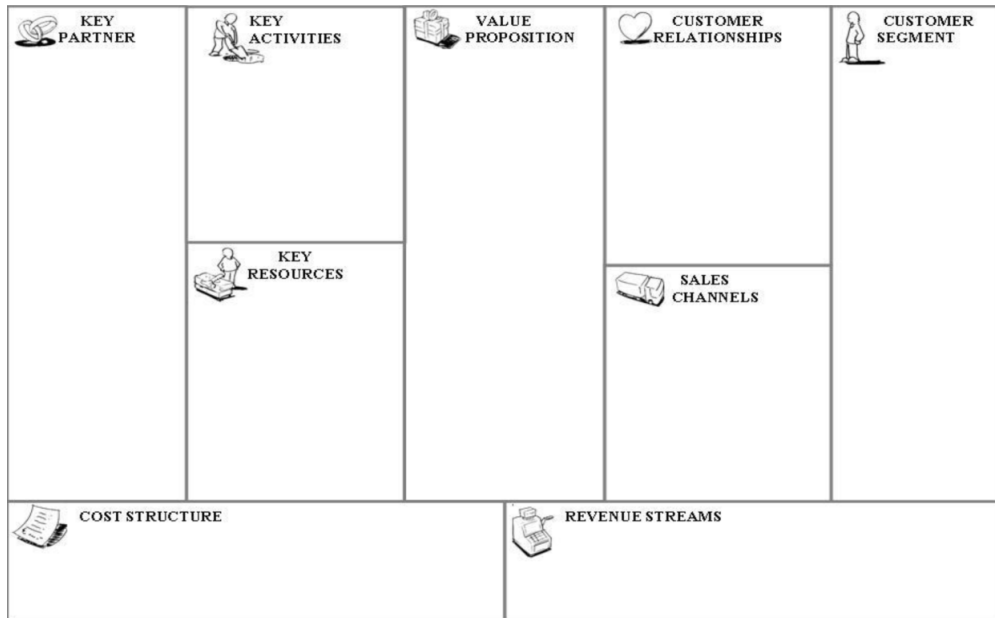 KEY
PARTNER
KEY
ACTIVITIES
VALUE
PROPOSITION
CUSTOMER
RELATIONSHIPS
CUSTOMER
SEGMENT
KEY
RESOURCES
SALES
CHANNELS
COST STRUCTURE
REVENUE STREAMS